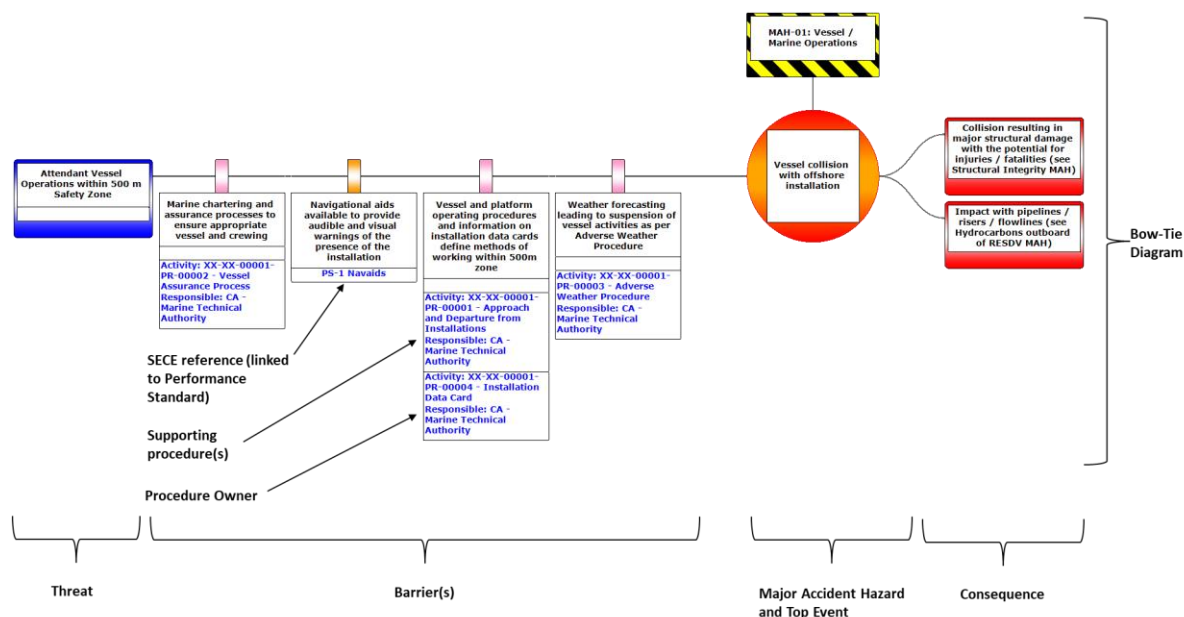 MAH-01: Vessel /
Marine Operations
Attendant Vessel
Operations within 500 m
Safety Zone
Marine chartering and
assurance processes to
ensure appropriate
vessel and crewing
Activity: XX-XX-00001-
PR-00002 - Vessel
Assurance Process
Responsible: CA -
Marine Technical
Authority
Navigational aids
available to provide
audible and visual
warnings of the
presence of the
installation
PS-1 Navaids
Vessel and platform
operating procedures
and information on
installation data cards
define methods of
working within 500m
zone
Activity: XX-XX-00001-
PR-00001 - Approach
and Departure from
Installations
Responsible: CA -
Marine Technical
Authority
Activity: XX-XX-00001-
PR-00004 - Installation
Data Card
Responsible: CA -
Marine Technical
Authority
Weather forecasting
leading to suspension of
vessel activities as per
Adverse Weather
Procedure
Activity: XX-XX-00001-
PR-00003 - Adverse
Weather Procedure
Responsible: CA -
Marine Technical
Authority
Vessel collision
with offshore
installation
Collision resulting in
major structural damage
with the potential for
injuries / fatalities (see
Structural Integrity MAH)
Impact with pipelines /
risers / flowlines (see
Hydrocarbons outboard
of RESDV MAH)
Bow-Tie
Diagram
SECE reference (linked
to Performance
Standard)
Supporting
procedure(s)
Procedure Owner
Threat
Barrier(s)
Major Accident Hazard
and Top Event
Consequence